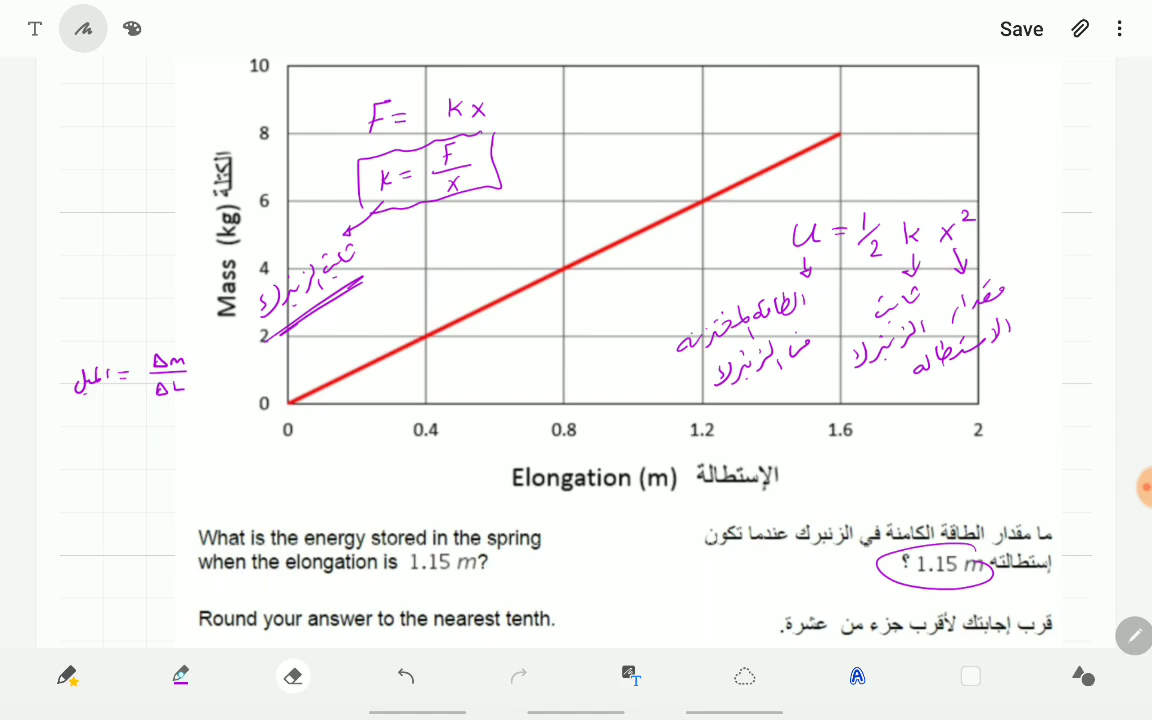 T
Save
10
F = kx
8
k = F/x
الكتلة Mass (kg)
6
U = 1/2 k x²
4
ثابت الزنبرك
الطاقة المختزنة
في الزنبرك
ثابت
الزنبرك
مقدار
الاستطالة
2
الميل = Δm/ΔL
0
0 0.4 0.8 1.2 1.6 2
Elongation (m) الإستطالة
What is the energy stored in the spring
when the elongation is 1.15 m?
ما مقدار الطاقة الكامنة في الزنبرك عندما تكون
إستطالته 1.15 m ؟
Round your answer to the nearest tenth.
قرب إجابتك لأقرب جزء من عشرة.
T
A